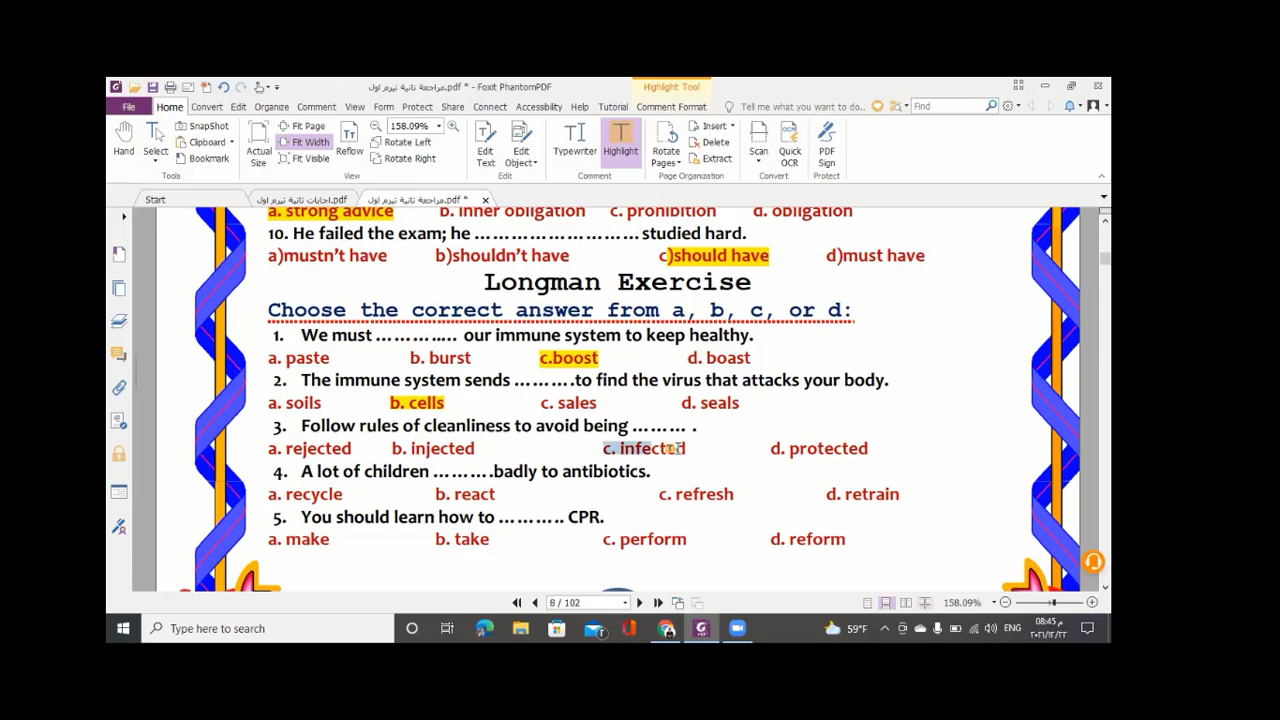 مراجعة ثانية تيرم اول.pdf * - Foxit PhantomPDF
Highlight Tool
File Home Convert Edit Organize Comment View Form Protect Share Connect Accessibility Help Tutorial Comment Format Tell me what you want to do.. Find
Hand Select SnapShot Clipboard Bookmark
Tools
Actual Size Fit Page Fit Width Fit Visible Reflow 158.09% Rotate Left Rotate Right
View
Edit Text Edit Object
Edit
Typewriter Highlight
Comment
Rotate Pages Insert Delete Extract
Page Organization
Scan Quick OCR
Convert
PDF Sign
Protect
Start اجابات ثانية تيرم اول.pdf مراجعة ثانية تيرم اول.pdf *
a. strong advice b. inner obligation c. prohibition d. obligation
10. He failed the exam; he ……………………… studied hard.
a)mustn't have b)shouldn't have c)should have d)must have
Longman Exercise
Choose the correct answer from a, b, c, or d:
1. We must ………….. our immune system to keep healthy.
a. paste b. burst c.boost d. boast
2. The immune system sends ……….to find the virus that attacks your body.
a. soils b. cells c. sales d. seals
3. Follow rules of cleanliness to avoid being ……… .
a. rejected b. injected c. infected d. protected
4. A lot of children ……….badly to antibiotics.
a. recycle b. react c. refresh d. retrain
5. You should learn how to ……….. CPR.
a. make b. take c. perform d. reform
8 / 102 158.09%
Type here to search 59°F ENG م 08:45
٢٠٢١/١٢/٢٢